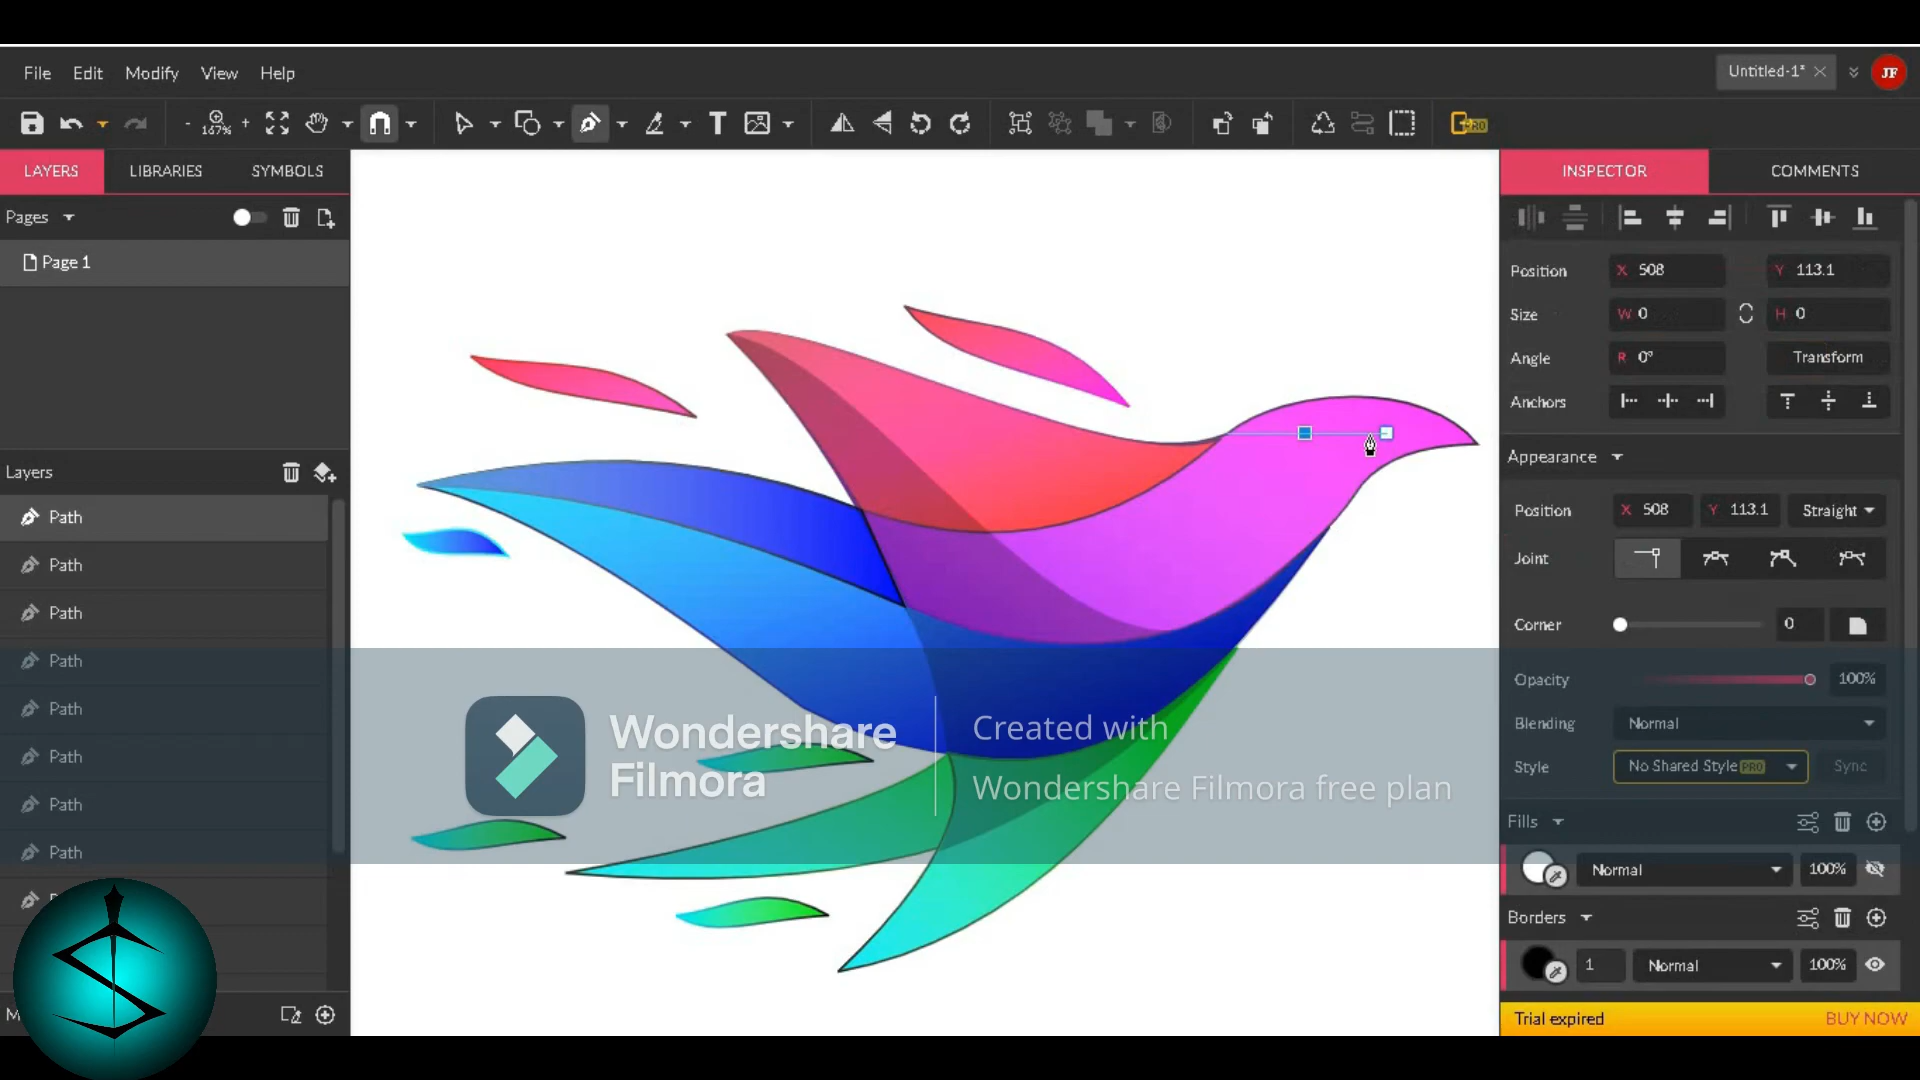 File Edit Modify View Help
Untitled-1*
JF
- 167% +
T
PRO
LAYERS LIBRARIES SYMBOLS
INSPECTOR COMMENTS
Pages
Page 1
Position X 508 Y 113.1
Size W 0 H 0
Angle R 0° Transform
Anchors
Appearance
Layers
Path
Path
Path
Path
Path
Path
Path
Path
Position X 508 Y 113.1 Straight
Joint
Corner 0
Opacity 100%
Blending Normal
Style No Shared Style PRO Sync
Fills
Normal 100%
Borders
1 Normal 100%
Trial expired BUY NOW
Wondershare
Filmora
Created with
Wondershare Filmora free plan